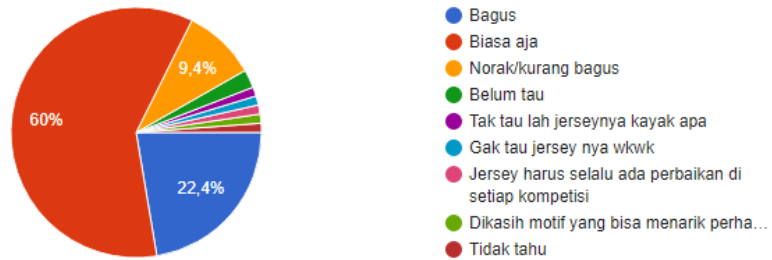 60%
9,4%
22,4%
Bagus
Biasa aja
Norak/kurang bagus
Belum tau
Tak tau lah jerseynya kayak apa
Gak tau jersey nya wkwk
Jersey harus selalu ada perbaikan di
setiap kompetisi
Dikasih motif yang bisa menarik perha…
Tidak tahu